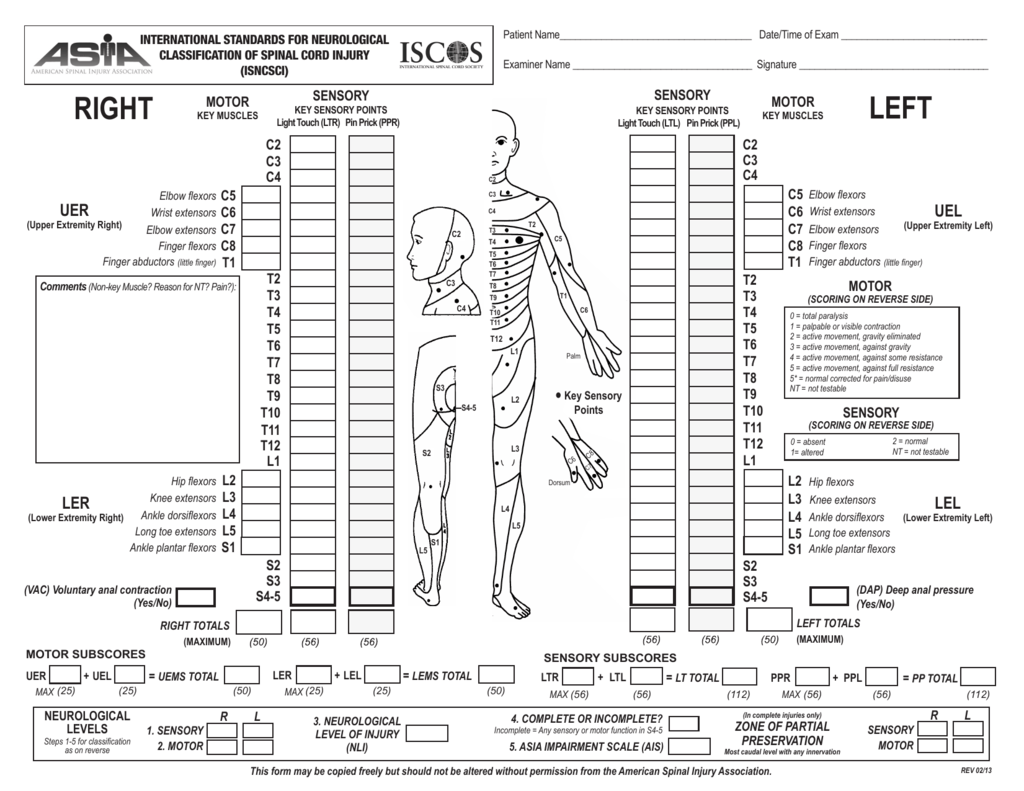 ASIA
AMERICAN SPINAL INJURY ASSOCIATION
INTERNATIONAL STANDARDS FOR NEUROLOGICAL
CLASSIFICATION OF SPINAL CORD INJURY
(ISNCSCI)
ISCOS
INTERNATIONAL SPINAL CORD SOCIETY
Patient Name
Date/Time of Exam
Examiner Name
Signature
RIGHT
MOTOR
KEY MUSCLES
SENSORY
KEY SENSORY POINTS
Light Touch (LTR) Pin Prick (PPR)
C2
C3
C4
UER
(Upper Extremity Right)
Elbow flexors C5
Wrist extensors C6
Elbow extensors C7
Finger flexors C8
Finger abductors (little finger) T1
Comments (Non-key Muscle? Reason for NT? Pain?):
T2
T3
T4
T5
T6
T7
T8
T9
T10
T11
T12
L1
LER
(Lower Extremity Right)
Hip flexors L2
Knee extensors L3
Ankle dorsiflexors L4
Long toe extensors L5
Ankle plantar flexors S1
S2
S3
S4-5
(VAC) Voluntary anal contraction
(Yes/No)
RIGHT TOTALS
(MAXIMUM) (50) (56) (56)
C2
C3
C4
S3
S4-5
S2
L5
S1
C2
C3
C4
T2
T3
T4
T5
T6
T7
T8
T9
T10
T11
T12
C5
T1
C6
L1
Palm
L2
L3
L4
L5
• Key Sensory
Points
Dorsum
SENSORY
KEY SENSORY POINTS
Light Touch (LTL) Pin Prick (PPL)
MOTOR
KEY MUSCLES
LEFT
C2
C3
C4
C5 Elbow flexors
C6 Wrist extensors
C7 Elbow extensors
C8 Finger flexors
T1 Finger abductors (little finger)
UEL
(Upper Extremity Left)
T2
T3
T4
T5
T6
T7
T8
T9
T10
T11
T12
L1
MOTOR
(SCORING ON REVERSE SIDE)
0 = total paralysis
1 = palpable or visible contraction
2 = active movement, gravity eliminated
3 = active movement, against gravity
4 = active movement, against some resistance
5 = active movement, against full resistance
5* = normal corrected for pain/disuse
NT = not testable
SENSORY
(SCORING ON REVERSE SIDE)
0 = absent 2 = normal
1= altered NT = not testable
L2 Hip flexors
L3 Knee extensors
L4 Ankle dorsiflexors
L5 Long toe extensors
S1 Ankle plantar flexors
LEL
(Lower Extremity Left)
S2
S3
S4-5
(DAP) Deep anal pressure
(Yes/No)
LEFT TOTALS
(56) (56) (50) (MAXIMUM)
MOTOR SUBSCORES
UER + UEL = UEMS TOTAL LER + LEL = LEMS TOTAL
MAX (25) (25) (50) MAX (25) (25) (50)
SENSORY SUBSCORES
LTR + LTL = LT TOTAL PPR + PPL = PP TOTAL
MAX (56) (56) (112) MAX (56) (56) (112)
NEUROLOGICAL
LEVELS
Steps 1-5 for classification
as on reverse
R L
1. SENSORY
2. MOTOR
3. NEUROLOGICAL
LEVEL OF INJURY
(NLI)
4. COMPLETE OR INCOMPLETE?
Incomplete = Any sensory or motor function in S4-5
5. ASIA IMPAIRMENT SCALE (AIS)
(In complete injuries only)
ZONE OF PARTIAL
PRESERVATION
Most caudal level with any innervation
R L
SENSORY
MOTOR
This form may be copied freely but should not be altered without permission from the American Spinal Injury Association.
REV 02/13